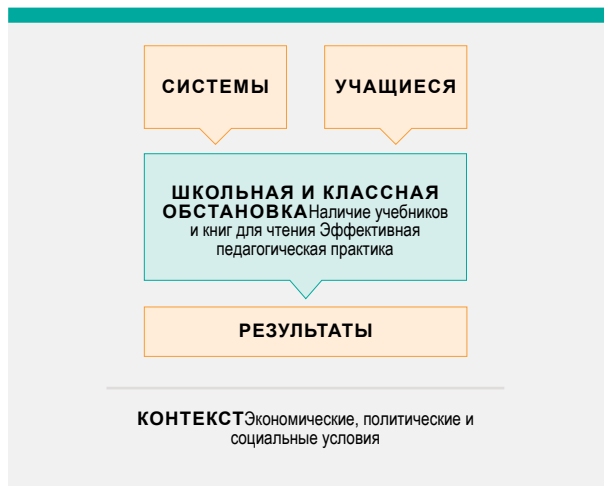 СИСТЕМЫ
УЧАЩИЕСЯ
ШКОЛЬНАЯ И КЛАССНАЯ
ОБСТАНОВКАНаличие учебников
и книг для чтения Эффективная
педагогическая практика
РЕЗУЛЬТАТЫ
КОНТЕКСТЭкономические, политические и
социальные условия